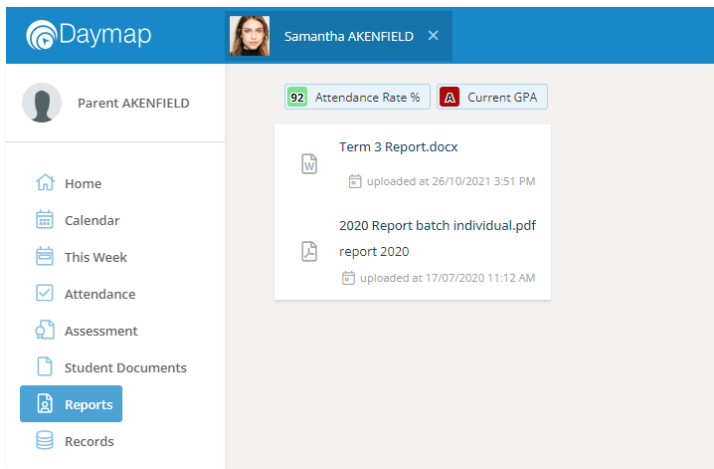 Daymap
Samantha AKENFIELD ×
Parent AKENFIELD
Home
Calendar
This Week
Attendance
Assessment
Student Documents
Reports
Records
92 Attendance Rate %
A Current GPA
Term 3 Report.docx
W
uploaded at 26/10/2021 3:51 PM
2020 Report batch individual.pdf
report 2020
uploaded at 17/07/2020 11:12 AM